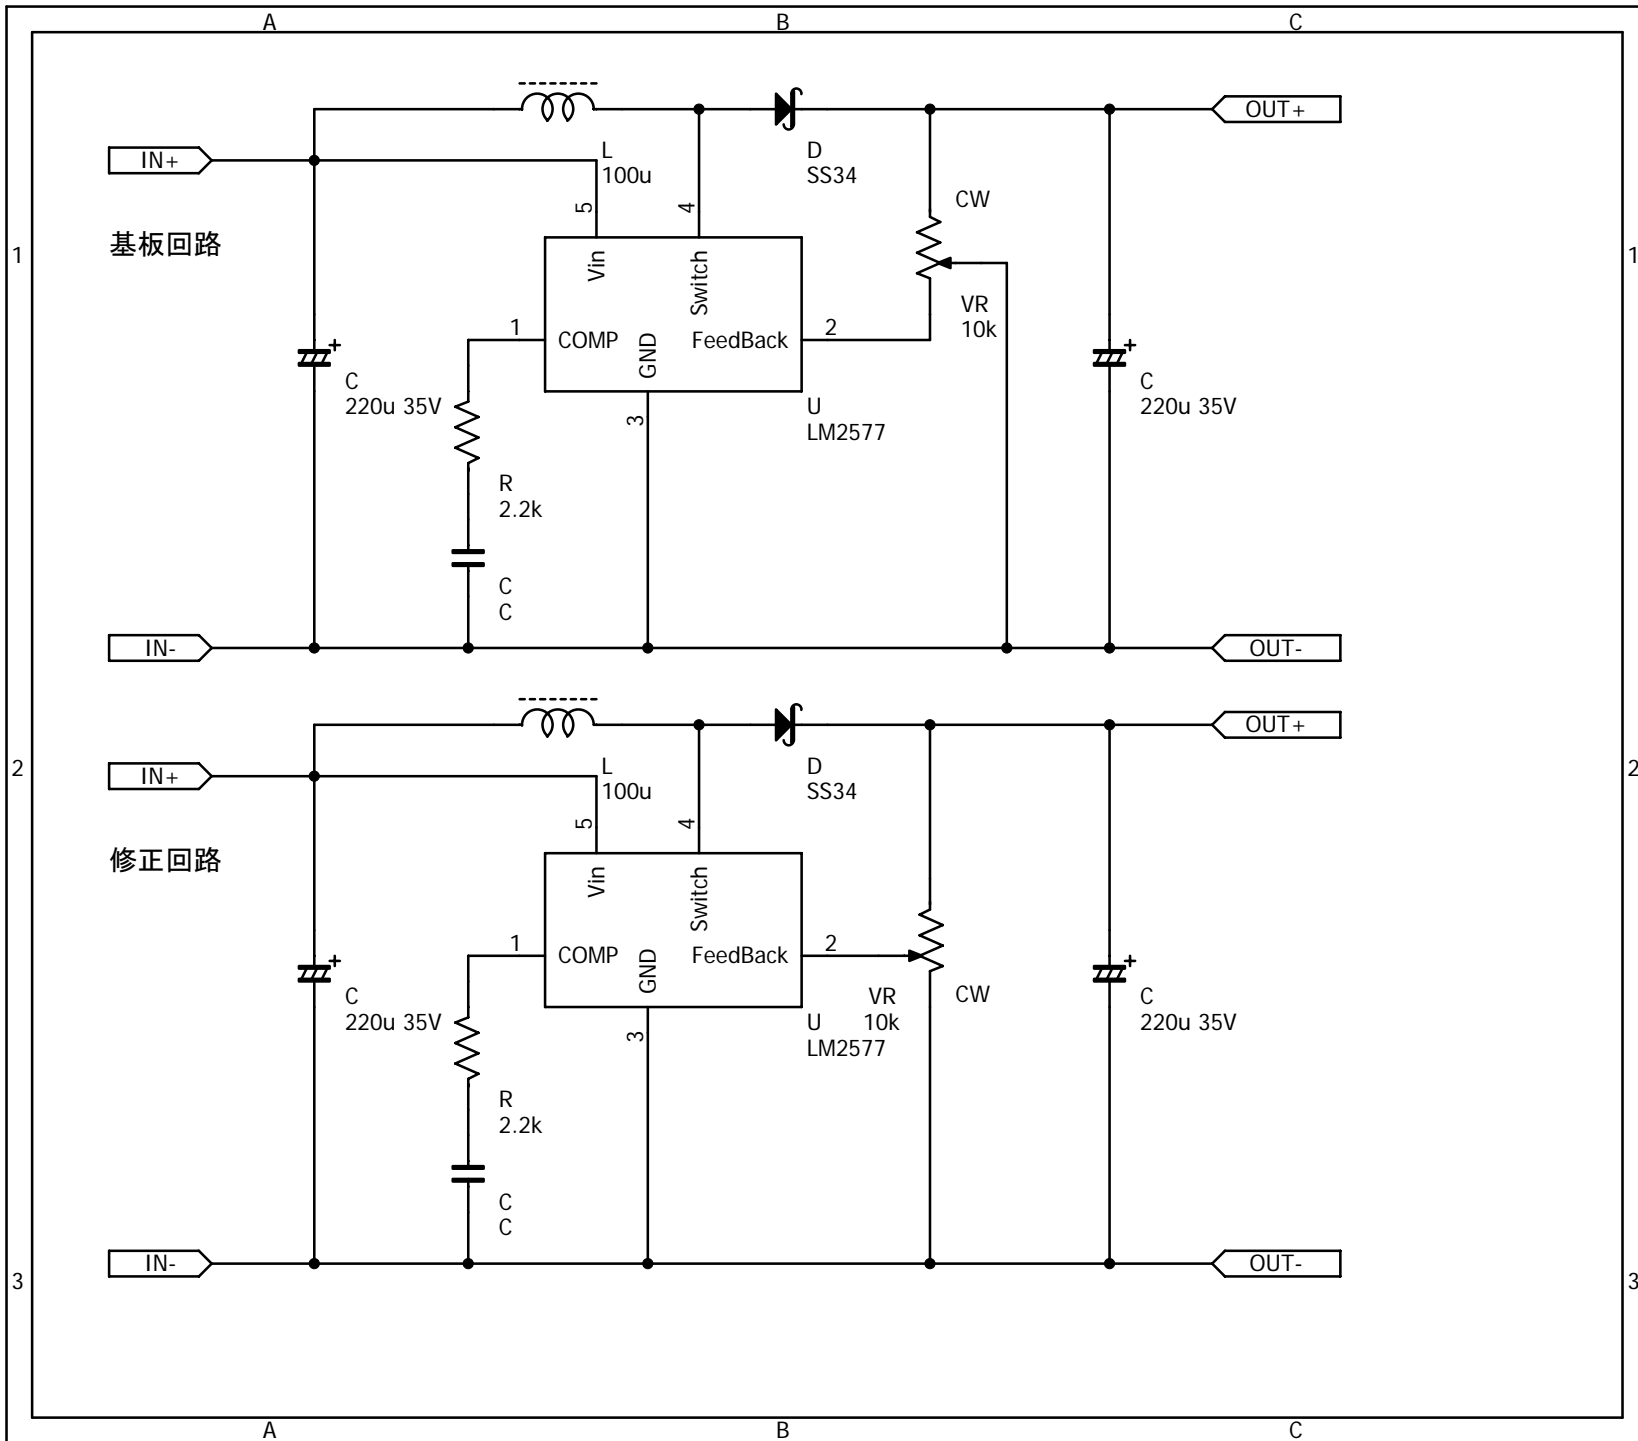 A B C
OUT+
IN+
L
100u
D
SS34
CW
5
4
基板回路
1
1
Vin
Switch
VR
10k
1
COMP
GND
FeedBack
2
+
C
220u 35V
+
C
220u 35V
3
U
LM2577
R
2.2k
C
C
IN-
OUT-
OUT+
2
IN+
L
100u
D
SS34
2
5
4
修正回路
Vin
Switch
1
COMP
GND
FeedBack
2
+
C
220u 35V
VR
10k
CW
+
C
220u 35V
3
U
LM2577
R
2.2k
C
C
IN-
OUT-
3
3
A B C